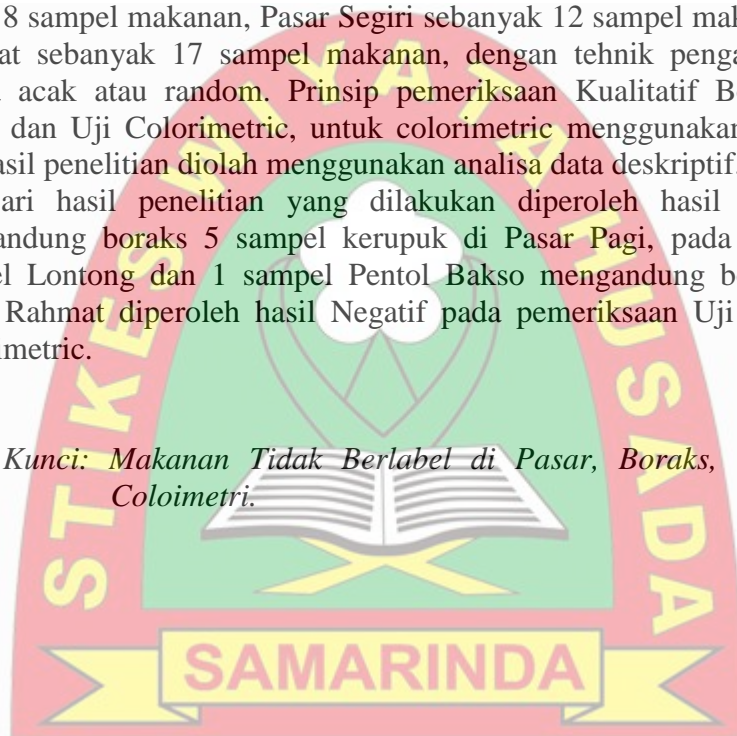 8 sampel makanan, Pasar Segiri sebanyak 12 sampel mak
at sebanyak 17 sampel makanan, dengan tehnik penga
acak atau random. Prinsip pemeriksaan Kualitatif B
dan Uji Colorimetric, untuk colorimetric menggunakan
asil penelitian diolah menggunakan analisa data deskriptif.
ari hasil penelitian yang dilakukan diperoleh hasil
andung boraks 5 sampel kerupuk di Pasar Pagi, pada
el Lontong dan 1 sampel Pentol Bakso mengandung b
Rahmat diperoleh hasil Negatif pada pemeriksaan Uji
imetric.
Kunci: Makanan Tidak Berlabel di Pasar, Boraks,
Coloimetri.
STIKES WIYATA HUSADA
SAMARINDA